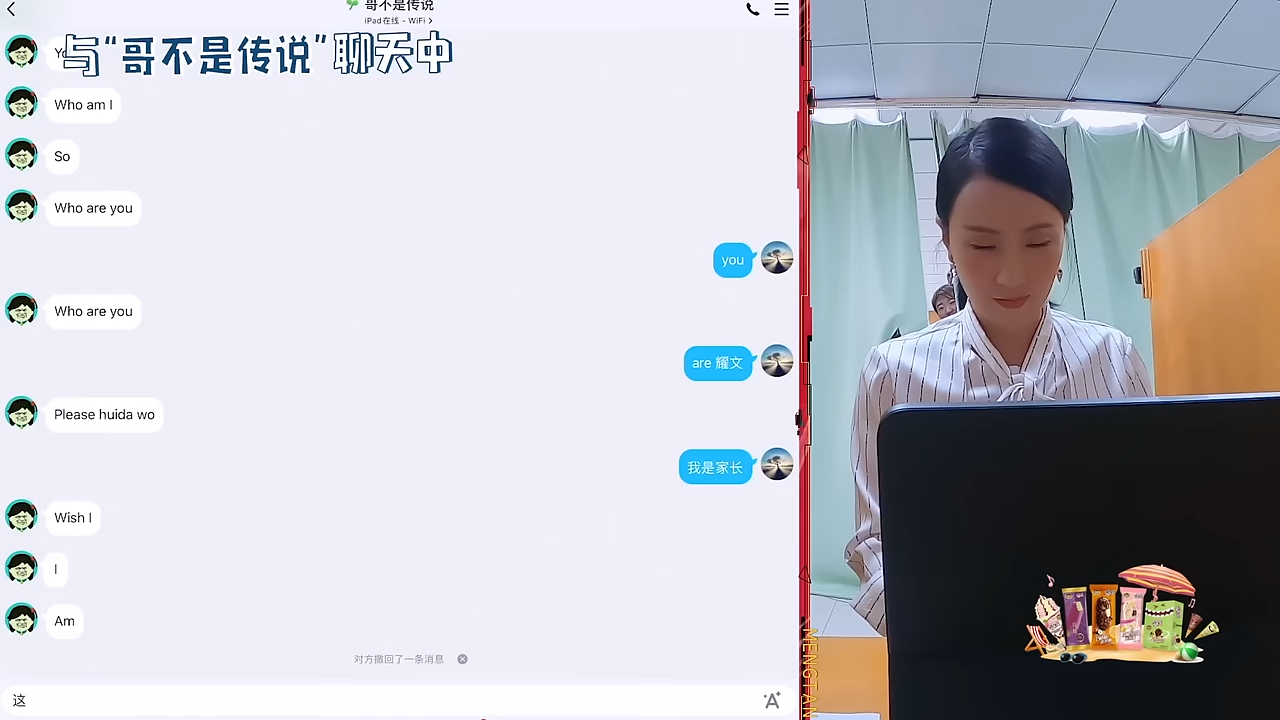 哥不是传说
iPad在线 - WiFi >
与“哥不是传说”聊天中
Who am I
So
Who are you
you
Who are you
are 耀文
Please huida wo
我是家长
Wish I
I
Am
对方撤回了一条消息
这
MENGTAN